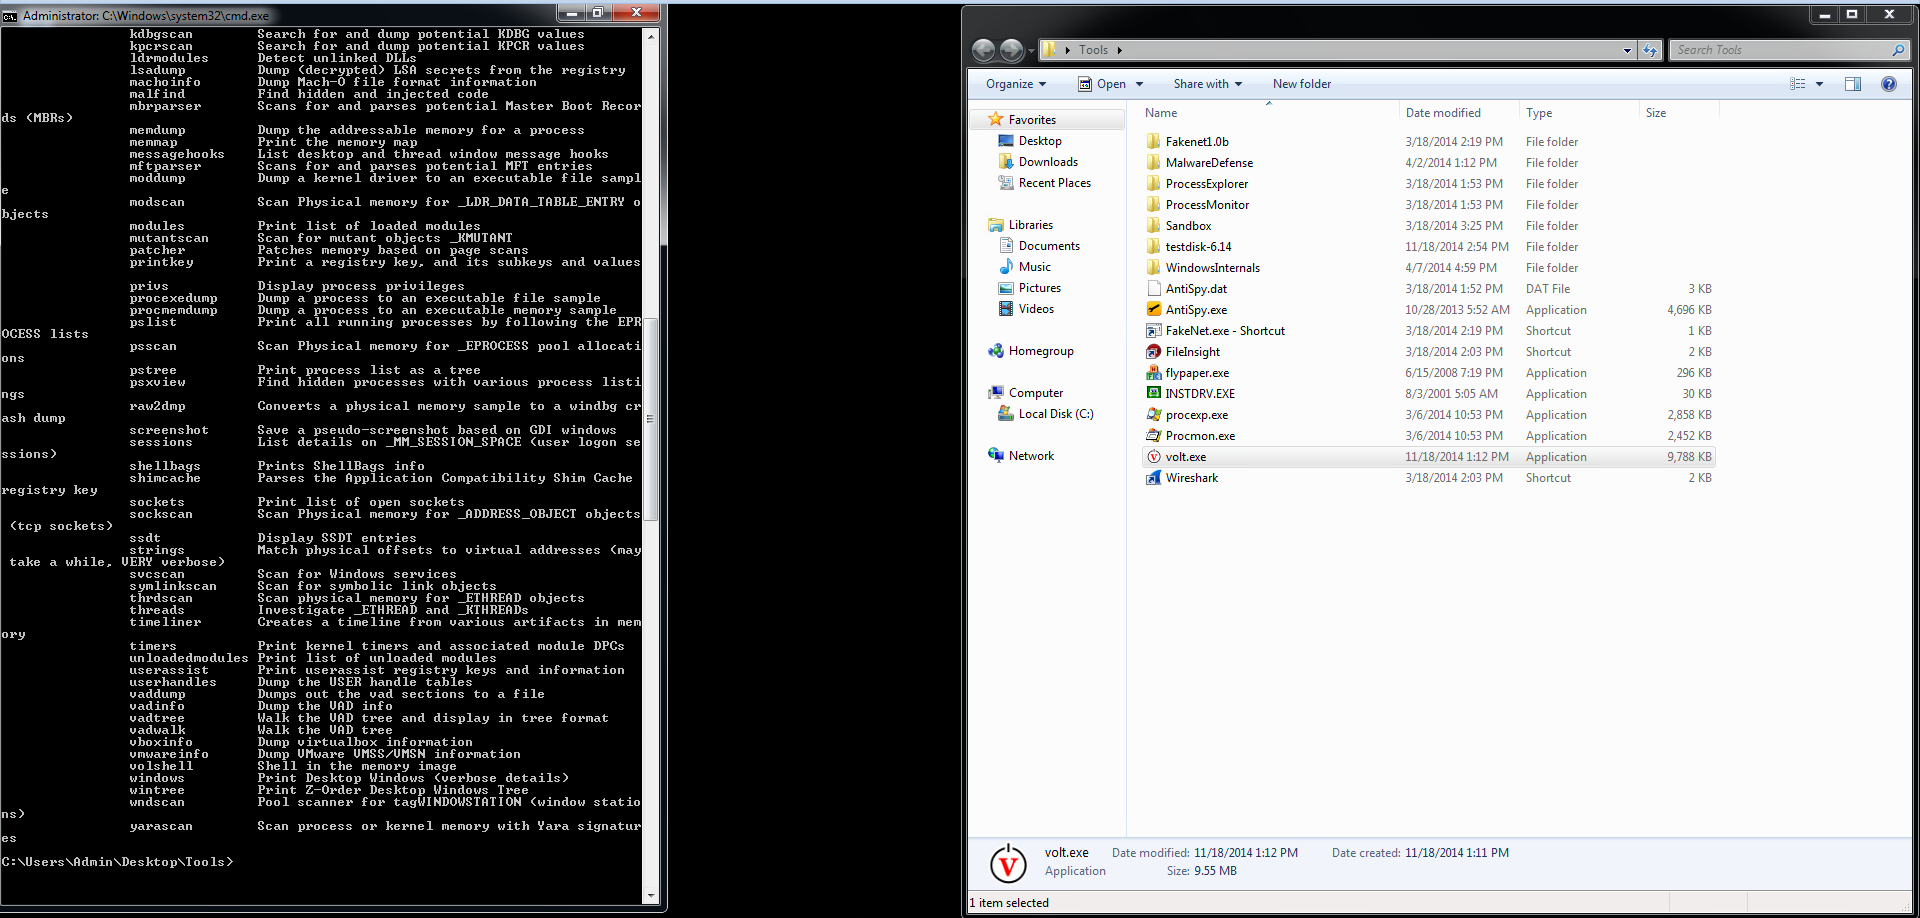 Administrator: C:\Windows\system32\cmd.exe
kdbgscan Search for and dump potential KDBG values
kpcrscan Search for and dump potential KPCR values
ldrmodules Detect unlinked DLLs
lsadump Dump (decrypted) LSA secrets from the registry
machoinfo Dump Mach-O file format information
malfind Find hidden and injected code
mbrparser Scans for and parses potential Master Boot Recor
ds (MBRs)
memdump Dump the addressable memory for a process
memmap Print the memory map
messagehooks List desktop and thread window message hooks
mftparser Scans for and parses potential MFT entries
moddump Dump a kernel driver to an executable file sampl
e
modscan Scan Physical memory for _LDR_DATA_TABLE_ENTRY o
bjects
modules Print list of loaded modules
mutantscan Scan for mutant objects _KMUTANT
patcher Patches memory based on page scans
printkey Print a registry key, and its subkeys and values
privs Display process privileges
procexedump Dump a process to an executable file sample
procmemdump Dump a process to an executable memory sample
pslist Print all running processes by following the EPR
OCESS lists
psscan Scan Physical memory for _EPROCESS pool allocati
ons
pstree Print process list as a tree
psxview Find hidden processes with various process listi
ngs
raw2dmp Converts a physical memory sample to a windbg cr
ash dump
screenshot Save a pseudo-screenshot based on GDI windows
sessions List details on _MM_SESSION_SPACE (user logon se
ssions)
shellbags Prints ShellBags info
shimcache Parses the Application Compatibility Shim Cache
registry key
sockets Print list of open sockets
sockscan Scan Physical memory for _ADDRESS_OBJECT objects
(tcp sockets)
ssdt Display SSDT entries
strings Match physical offsets to virtual addresses (may
take a while, VERY verbose)
svcscan Scan for Windows services
symlinkscan Scan for symbolic link objects
thrdscan Scan physical memory for _ETHREAD objects
threads Investigate _ETHREAD and _KTHREADs
timeliner Creates a timeline from various artifacts in mem
ory
timers Print kernel timers and associated module DPCs
unloadedmodules Print list of unloaded modules
userassist Print userassist registry keys and information
userhandles Dump the USER handle tables
vaddump Dumps out the vad sections to a file
vadinfo Dump the VAD info
vadtree Walk the VAD tree and display in tree format
vadwalk Walk the VAD tree
vboxinfo Dump virtualbox information
vmwareinfo Dump VMware VMSS/VMSN information
volshell Shell in the memory image
windows Print Desktop Windows (verbose details)
wintree Print Z-Order Desktop Windows Tree
wndscan Pool scanner for tagWINDOWSTATION (window statio
ns)
yarascan Scan process or kernel memory with Yara signatur
es
C:\Users\Admin\Desktop\Tools>
Tools
Search Tools
Organize Open Share with New folder
Favorites
Desktop
Downloads
Recent Places
Libraries
Documents
Music
Pictures
Videos
Homegroup
Computer
Local Disk (C:)
Network
Name Date modified Type Size
Fakenet1.0b 3/18/2014 2:19 PM File folder
MalwareDefense 4/2/2014 1:12 PM File folder
ProcessExplorer 3/18/2014 1:53 PM File folder
ProcessMonitor 3/18/2014 1:53 PM File folder
Sandbox 3/18/2014 3:25 PM File folder
testdisk-6.14 11/18/2014 2:54 PM File folder
WindowsInternals 4/7/2014 4:59 PM File folder
AntiSpy.dat 3/18/2014 1:52 PM DAT File 3 KB
AntiSpy.exe 10/28/2013 5:52 AM Application 4,696 KB
FakeNet.exe - Shortcut 3/18/2014 2:19 PM Shortcut 1 KB
FileInsight 3/18/2014 2:03 PM Shortcut 2 KB
flypaper.exe 6/15/2008 7:19 PM Application 296 KB
INSTDRV.EXE 8/3/2001 5:05 AM Application 30 KB
procexp.exe 3/6/2014 10:53 PM Application 2,858 KB
Procmon.exe 3/6/2014 10:53 PM Application 2,452 KB
volt.exe 11/18/2014 1:12 PM Application 9,788 KB
Wireshark 3/18/2014 2:03 PM Shortcut 2 KB
V
volt.exe Date modified: 11/18/2014 1:12 PM Date created: 11/18/2014 1:11 PM
Application Size: 9.55 MB
1 item selected